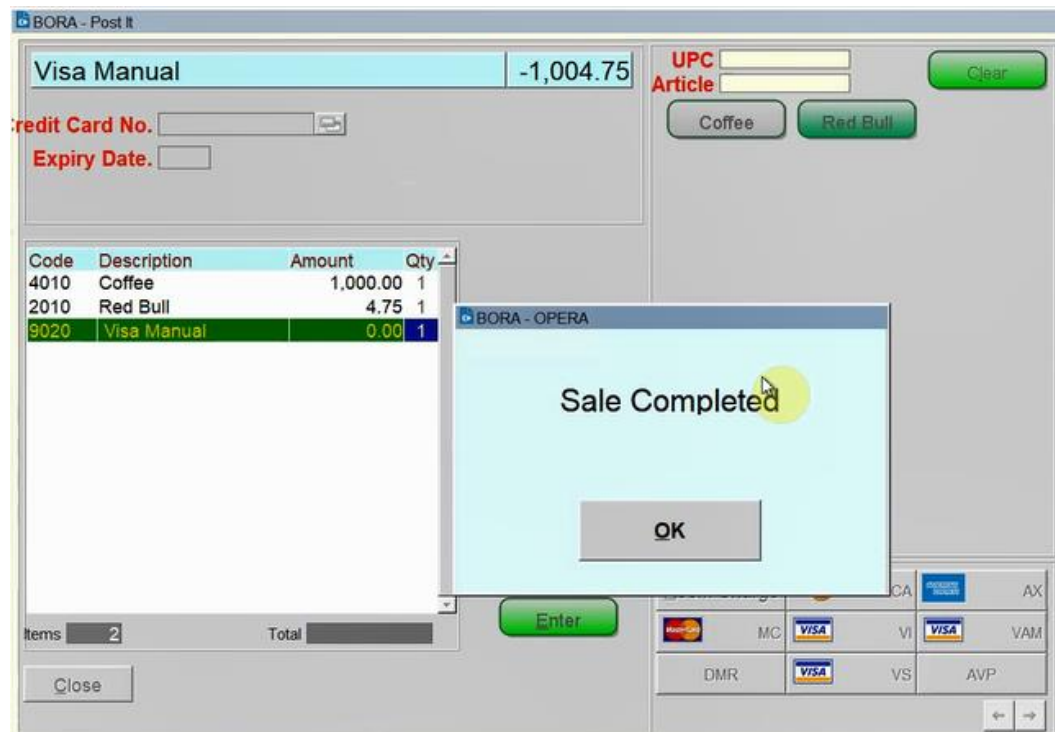 BORA - Post It
Visa Manual -1,004.75
redit Card No.
Expiry Date.
UPC
Article
Clear
Coffee Red Bull
Code Description Amount Qty
4010 Coffee 1,000.00 1
2010 Red Bull 4.75 1
9020 Visa Manual 0.00 1
BORA - OPERA
Sale Completed
OK
Items 2 Total
Enter
Close
CA AX
MC VISA VI VISA VAM
DMR VISA VS AVP